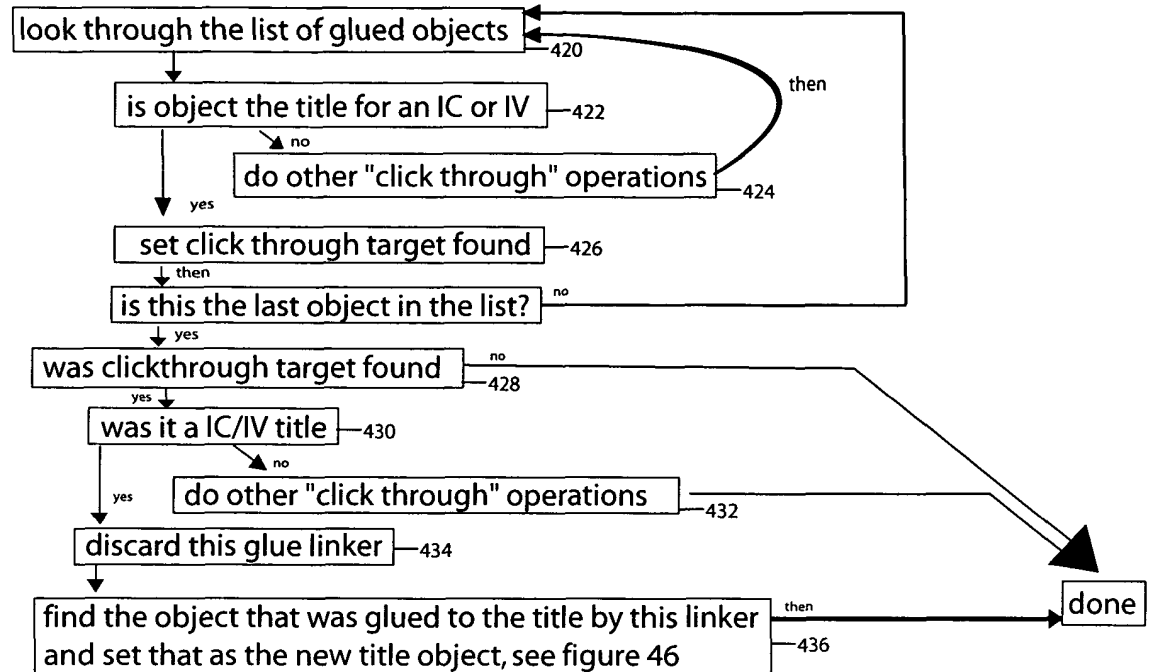 look through the list of glued objects
420
then
is object the title for an IC or IV
422
no
do other "click through" operations
424
yes
set click through target found
426
then
is this the last object in the list?
no
yes
was clickthrough target found
no
428
yes
was it a IC/IV title
430
no
yes
do other "click through" operations
432
discard this glue linker
434
find the object that was glued to the title by this linker
and set that as the new title object, see figure 46
then
436
done